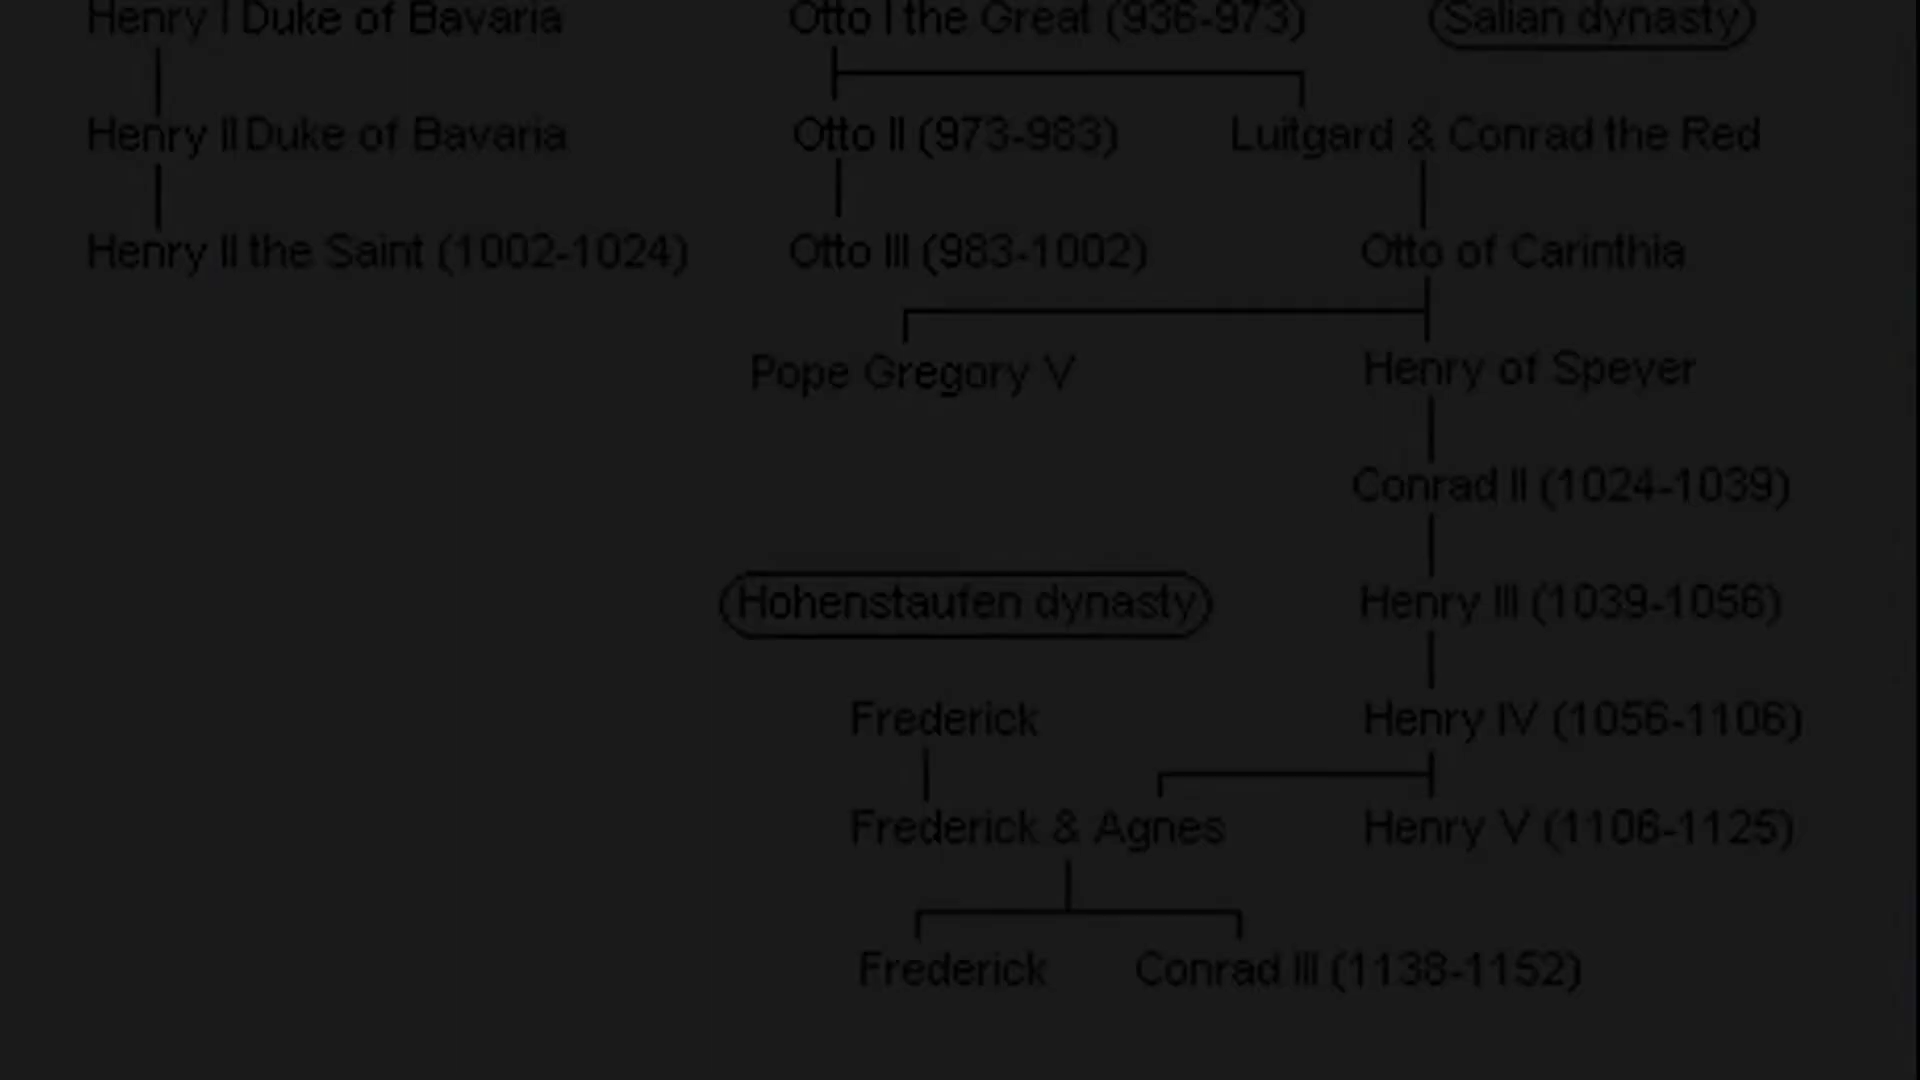 Henry I Duke of Bavaria Otto I the Great (936-973) Salian dynasty
Henry II Duke of Bavaria Otto II (973-983) Luitgard & Conrad the Red
Henry II the Saint (1002-1024) Otto III (983-1002) Otto of Carinthia
Pope Gregory V Henry of Speyer
Conrad II (1024-1039)
Hohenstaufen dynasty Henry III (1039-1056)
Frederick Henry IV (1056-1106)
Frederick & Agnes Henry V (1106-1125)
Frederick Conrad III (1138-1152)